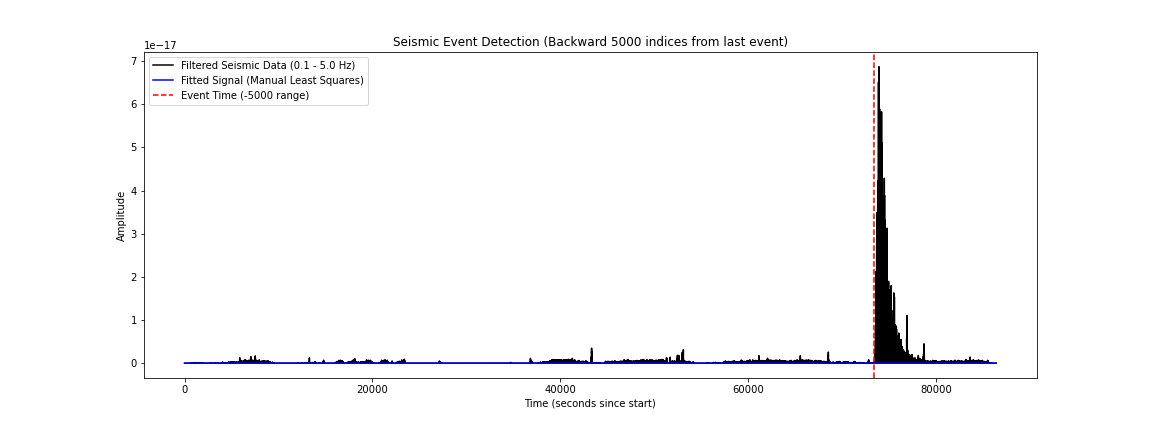 Seismic Event Detection (Backward 5000 indices from last event)
1e−17
Filtered Seismic Data (0.1 - 5.0 Hz)
Fitted Signal (Manual Least Squares)
Event Time (-5000 range)
7
6
5
4
3
2
1
0
Amplitude
0 20000 40000 60000 80000
Time (seconds since start)